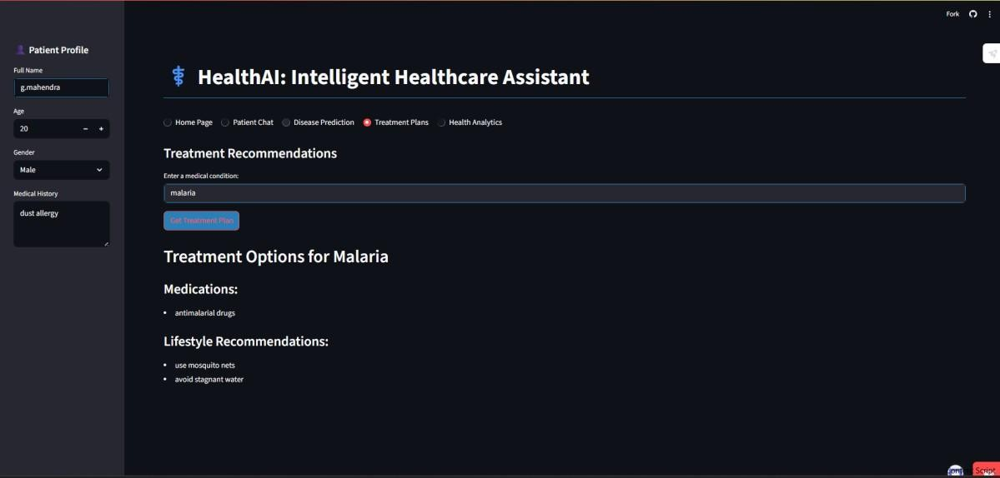 Fork
Patient Profile
Full Name
g.mahendra
Age
20
Gender
Male
Medical History
dust allergy
HealthAI: Intelligent Healthcare Assistant
Home Page Patient Chat Disease Prediction Treatment Plans Health Analytics
Treatment Recommendations
Enter a medical condition:
malaria
Get Treatment Plan
Treatment Options for Malaria
Medications:
• antimalarial drugs
Lifestyle Recommendations:
• use mosquito nets
• avoid stagnant water
Script